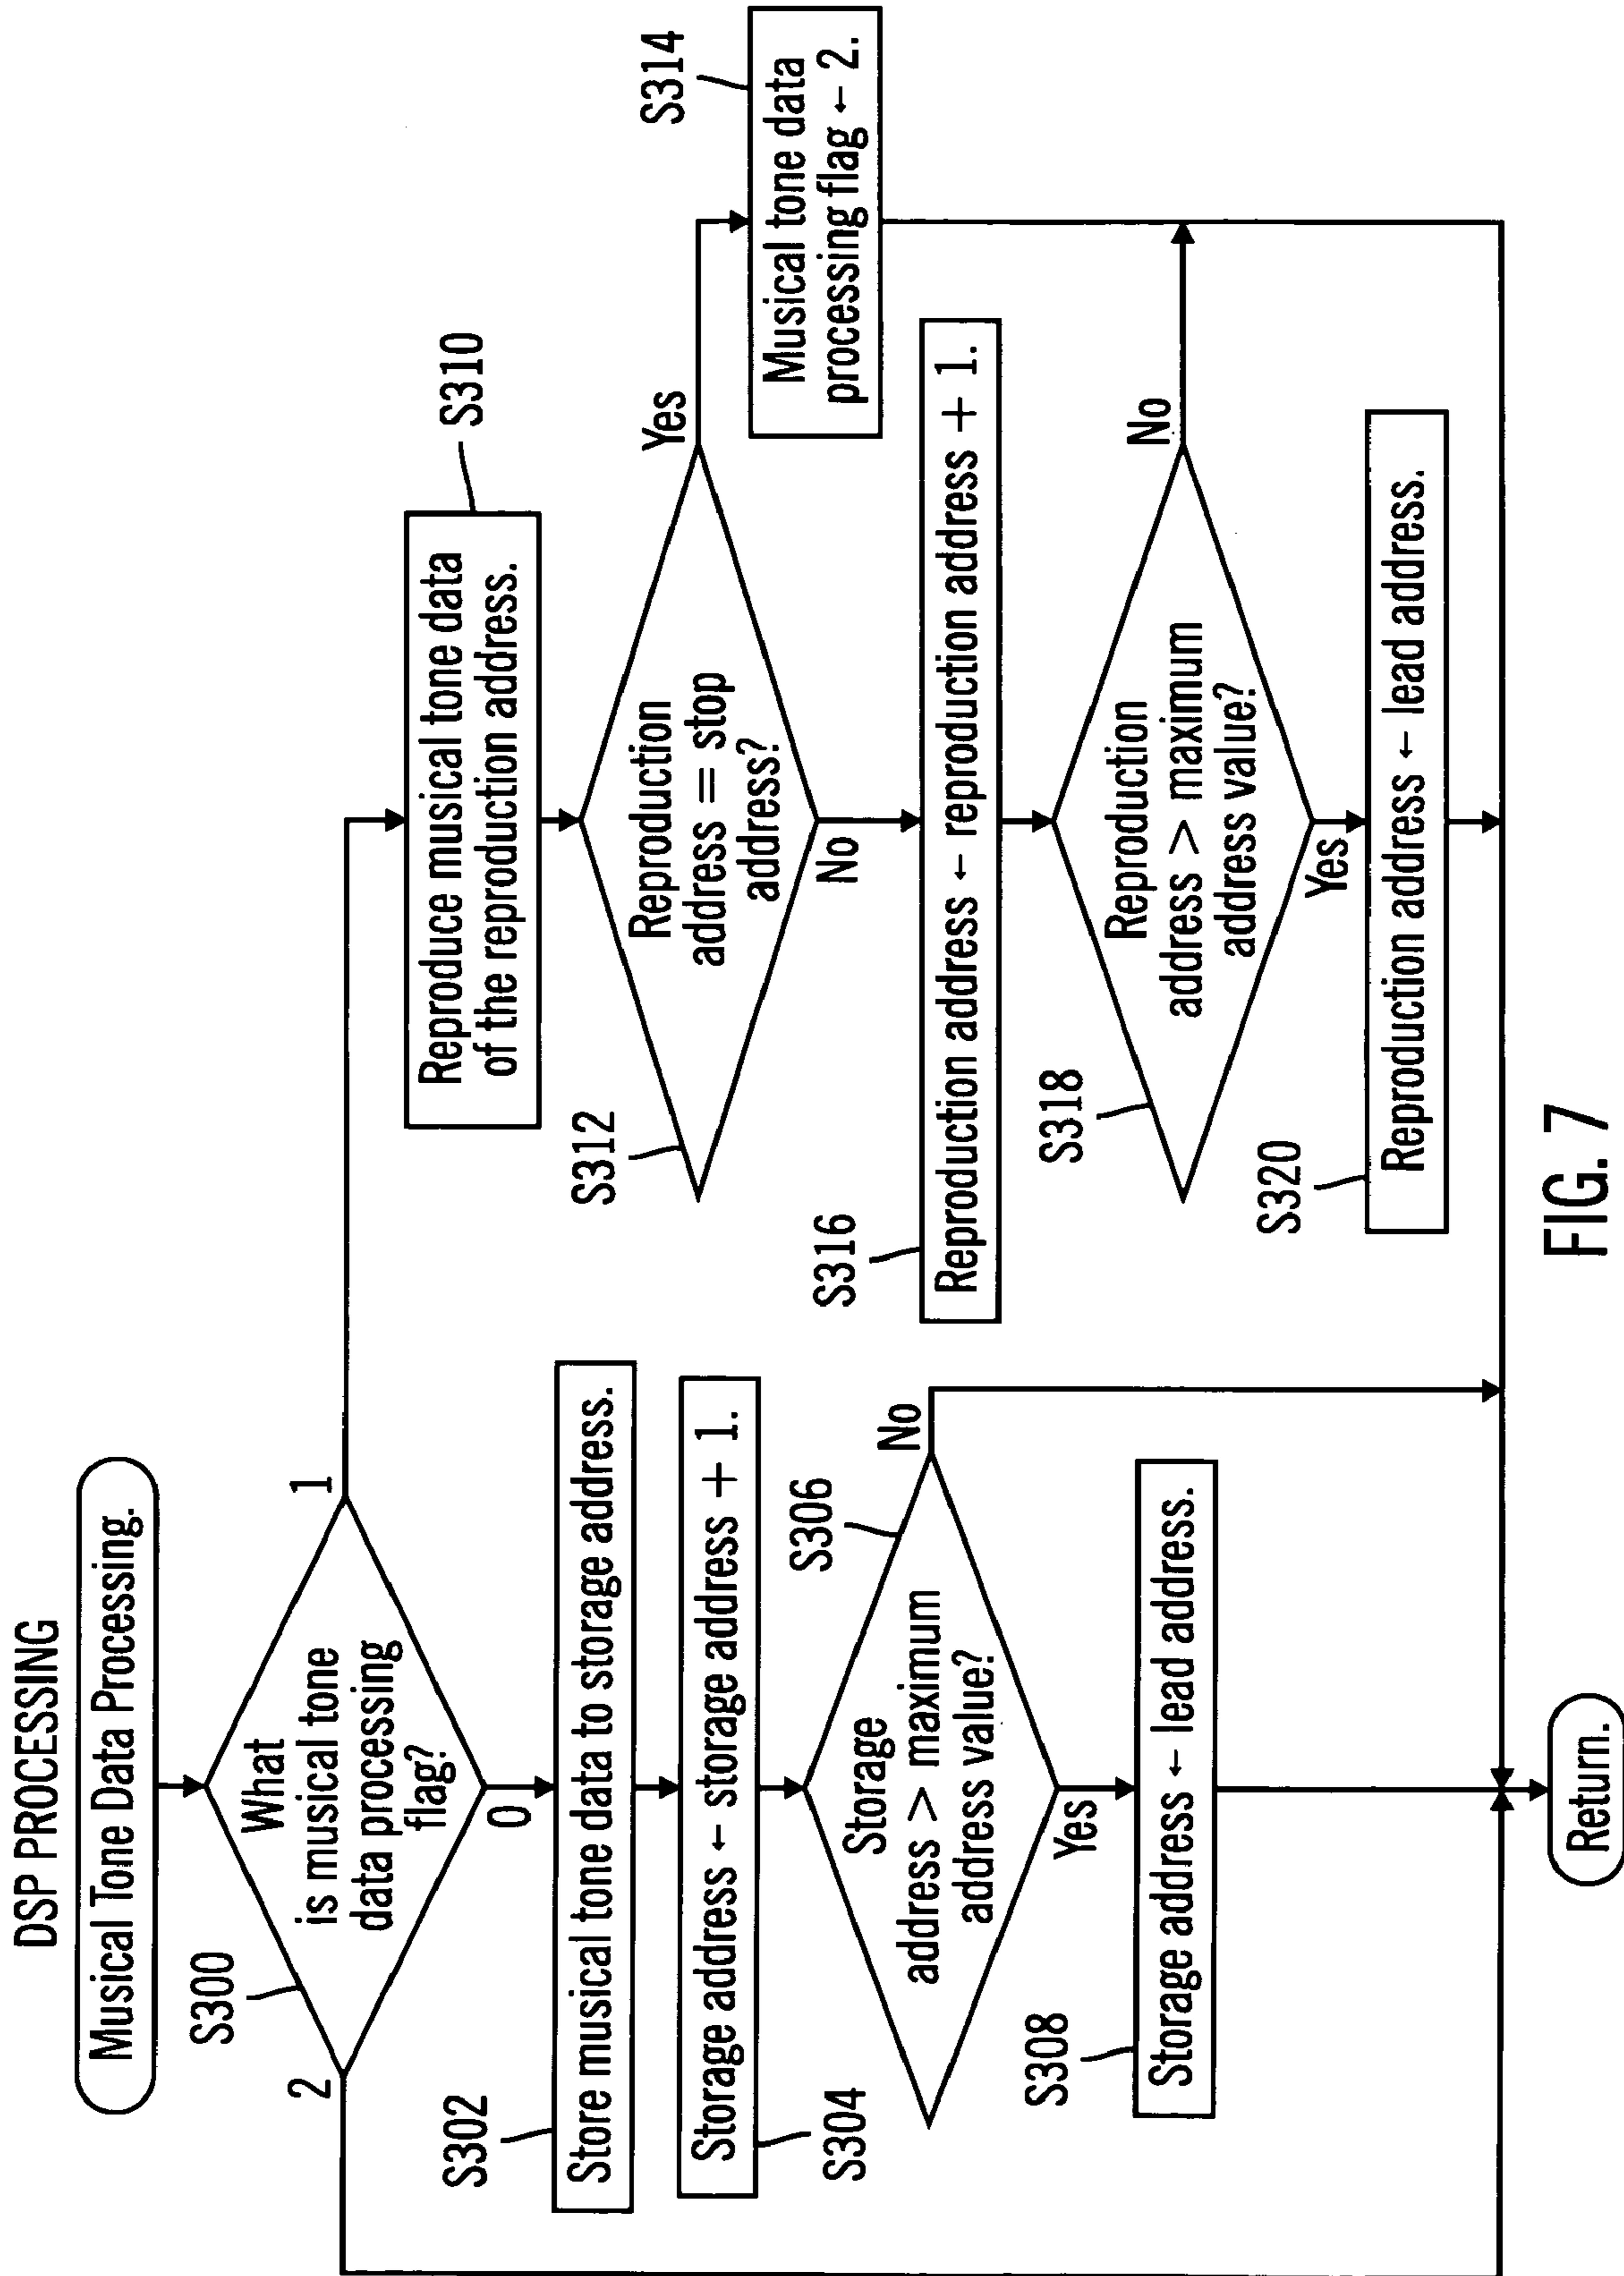 DSP PROCESSING
Musical Tone Data Processing.
S300
What
is musical tone
data processing
flag?
2
1
0
S302
Store musical tone data to storage address.
Storage address ← storage address + 1.
S304
S306
Storage
address > maximum
address value?
No
Yes
S308
Storage address ← lead address.
Return.
S310
Reproduce musical tone data
of the reproduction address.
S312
Reproduction
address = stop
address?
Yes
No
S314
Musical tone data
processing flag ← 2.
S316
Reproduction address ← reproduction address + 1.
S318
Reproduction
address > maximum
address value?
No
Yes
S320
Reproduction address ← lead address.
FIG. 7